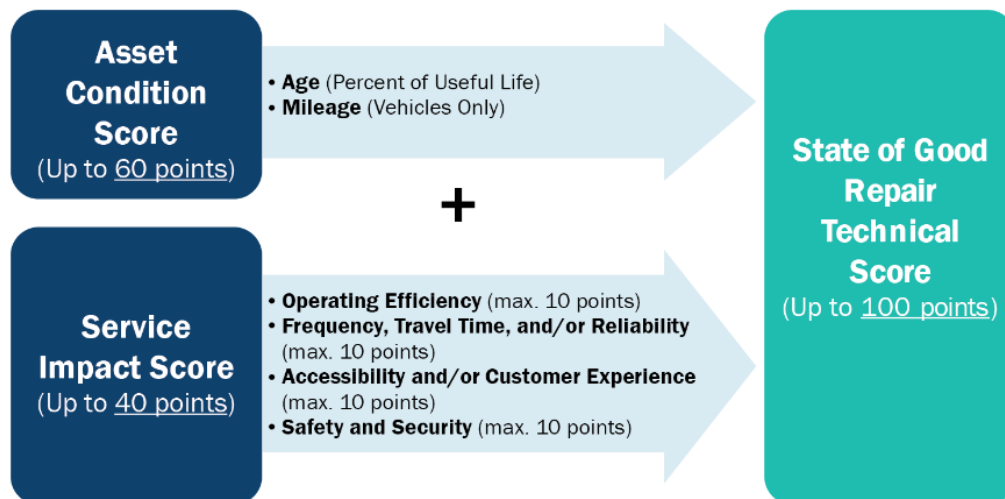 Asset
Condition
Score
(Up to 60 points)
• Age (Percent of Useful Life)
• Mileage (Vehicles Only)
+
Service
Impact Score
(Up to 40 points)
• Operating Efficiency (max. 10 points)
• Frequency, Travel Time, and/or Reliability
(max. 10 points)
• Accessibility and/or Customer Experience
(max. 10 points)
• Safety and Security (max. 10 points)
State of Good
Repair
Technical
Score
(Up to 100 points)